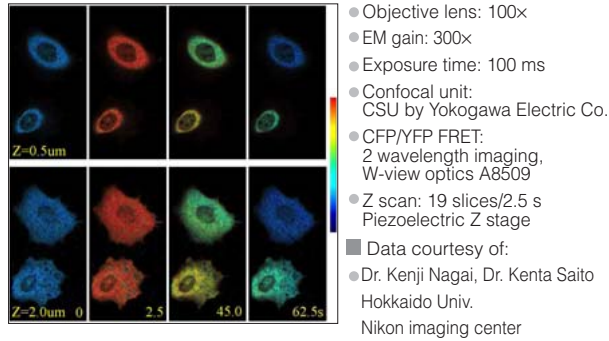 Z=0.5um
Z=2.0um 0 2.5 45.0 62.5s
Objective lens: 100×
EM gain: 300×
Exposure time: 100 ms
Confocal unit:
CSU by Yokogawa Electric Co.
CFP/YFP FRET:
2 wavelength imaging,
W-view optics A8509
Z scan: 19 slices/2.5 s
Piezoelectric Z stage
Data courtesy of:
Dr. Kenji Nagai, Dr. Kenta Saito
Hokkaido Univ.
Nikon imaging center